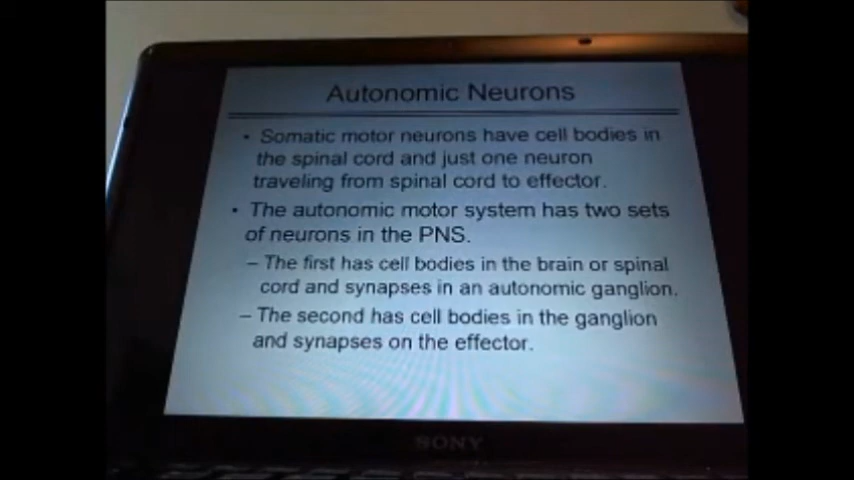 Autonomic Neurons
• Somatic motor neurons have cell bodies in
the spinal cord and just one neuron
traveling from spinal cord to effector.
• The autonomic motor system has two sets
of neurons in the PNS.
– The first has cell bodies in the brain or spinal
cord and synapses in an autonomic ganglion.
– The second has cell bodies in the ganglion
and synapses on the effector.
SONY